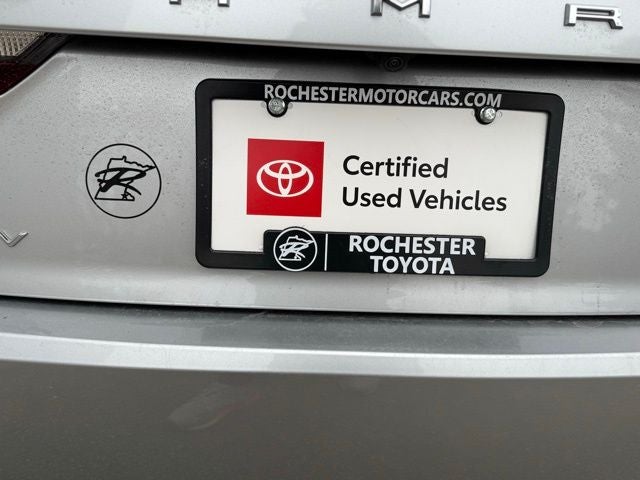 M R
ROCHESTERMOTORCARS.COM
Certified
Used Vehicles
ROCHESTER
TOYOTA